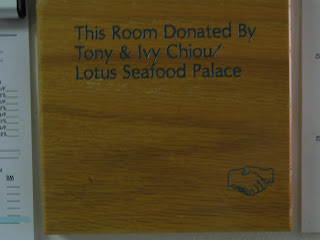 This Room Donated By
Tony & Ivy Chiou/
Lotus Seafood Palace